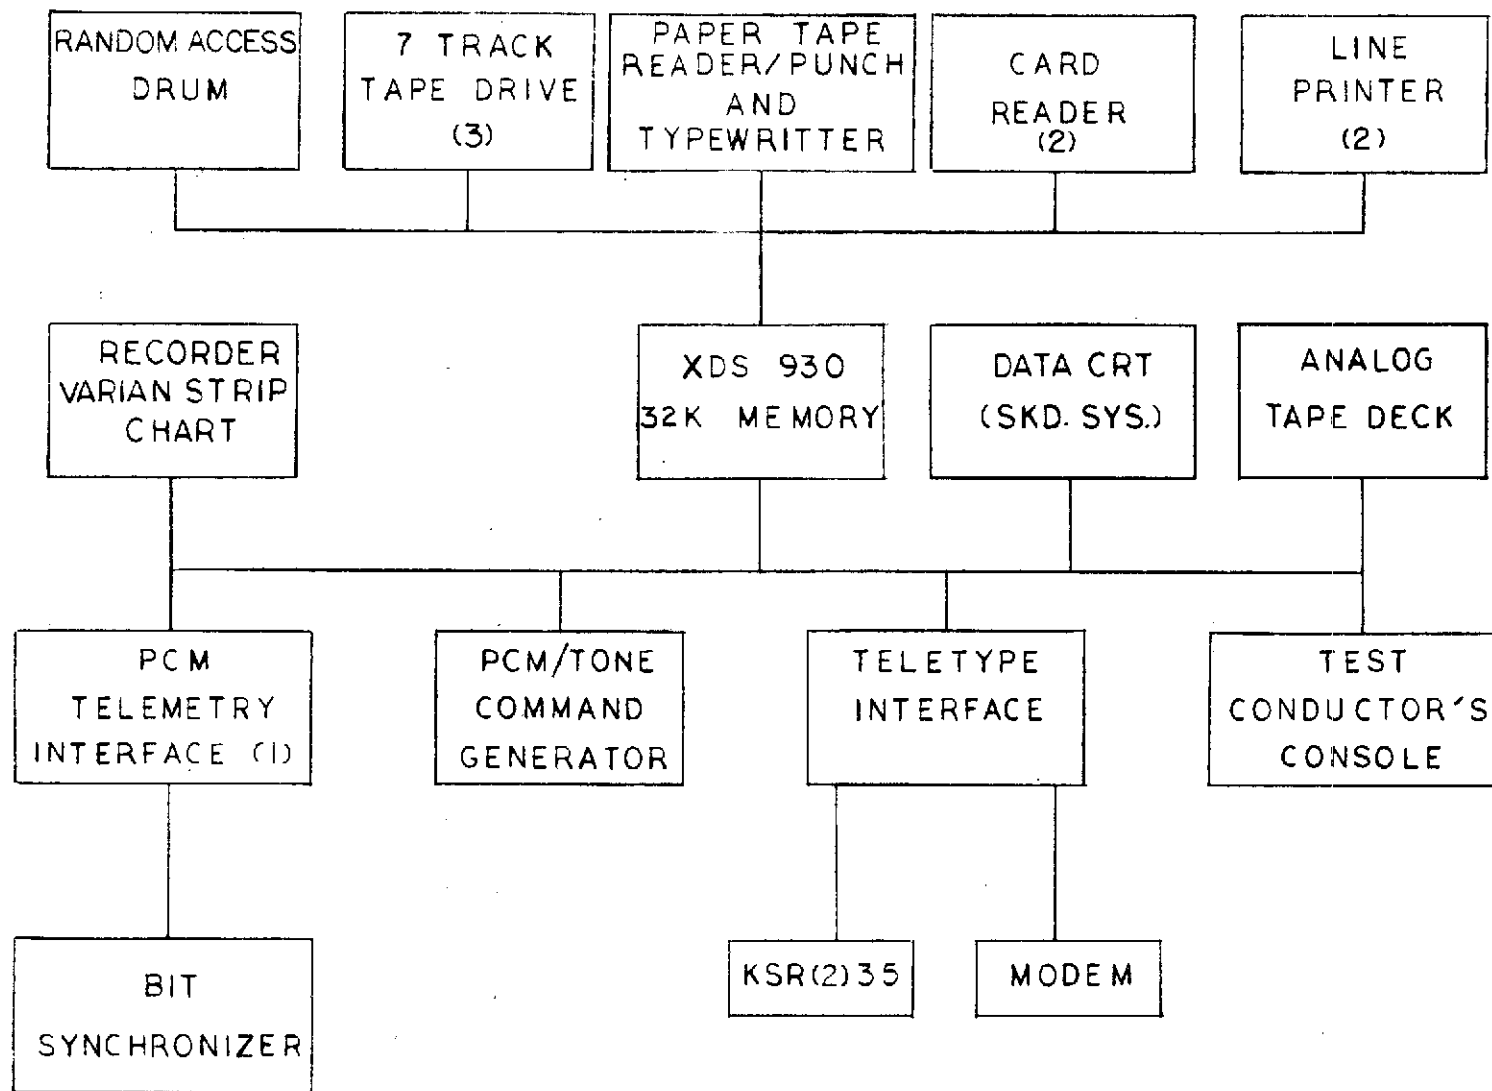 RANDOM ACCESS
DRUM
7 TRACK
TAPE DRIVE
(3)
PAPER TAPE
READER/PUNCH
AND
TYPEWRITTER
CARD
READER
(2)
LINE
PRINTER
(2)
RECORDER
VARIAN STRIP
CHART
XDS 930
32K MEMORY
DATA CRT
(SKD. SYS.)
ANALOG
TAPE DECK
PCM
TELEMETRY
INTERFACE (1)
PCM/TONE
COMMAND
GENERATOR
TELETYPE
INTERFACE
TEST
CONDUCTOR'S
CONSOLE
BIT
SYNCHRONIZER
KSR(2)35
MODEM